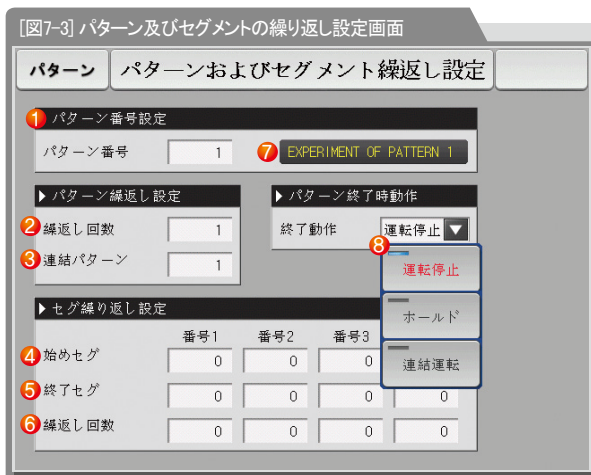 [図7-3] パターン及びセグメントの繰り返し設定画面
パターン パターンおよびセグメント繰返し設定
1 パターン番号設定
パターン番号 1 7 EXPERIMENT OF PATTERN 1
▶ パターン繰返し設定 ▶ パターン終了時動作
2 繰返し回数 1 終了動作 運転停止 ▼
3 連結パターン 1
8
運転停止
ホールド
連結運転
▶ セグ繰り返し設定
番号1 番号2 番号3
4 始めセグ 0 0 0
5 終了セグ 0 0 0 0
6 繰返し回数 0 0 0 0